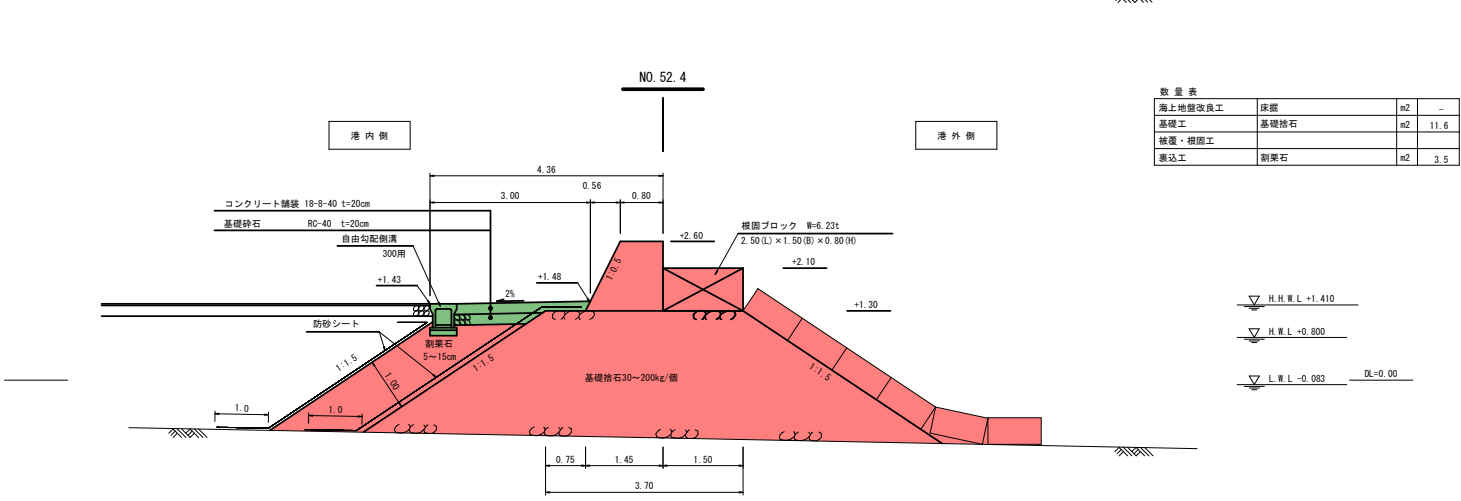 NO. 52.4
港内側
港外側
数量表
海上地盤改良工 床掘 m2 -
基礎工 基礎捨石 m2 11.6
被覆・根固工
裏込工 割栗石 m2 3.5
4.36
0.56
3.00
0.80
コンクリート舗装 18-8-40 t=20cm
基礎砕石 RC-40 t=20cm
自由勾配側溝
300用
根固ブロック W=6.23t
2.50(L)×1.50(B)×0.80(H)
+2.60
+2.10
1:0.5
+1.43
+1.48
2%
+1.30
H.H.W.L +1.410
H.W.L +0.800
L.W.L -0.083
DL=0.00
防砂シート
割栗石
5～15cm
1:1.5
1.00
1:1.5
基礎捨石30～200kg/個
1:1.5
1.0
1.0
0.75
1.45
1.50
3.70